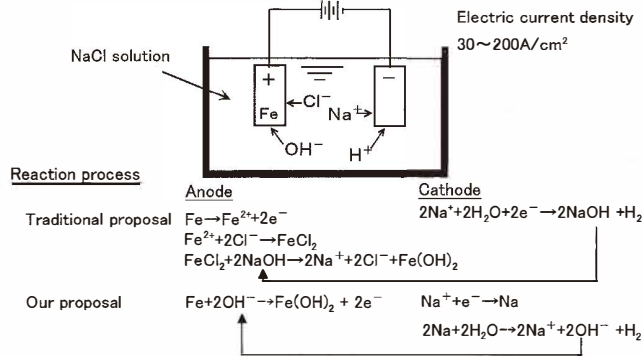 Electric current density
30～200A/cm²
NaCl solution
+
−
Fe
Cl⁻
Na⁺
OH⁻
H⁺
Reaction process
Anode
Cathode
Traditional proposal
Fe→Fe²⁺+2e⁻
2Na⁺+2H₂O+2e⁻→2NaOH +H₂
Fe²⁺+2Cl⁻→FeCl₂
FeCl₂+2NaOH→2Na⁺+2Cl⁻+Fe(OH)₂
Our proposal
Fe+2OH⁻→Fe(OH)₂ + 2e⁻
Na⁺+e⁻→Na
2Na+2H₂O→2Na⁺+2OH⁻ +H₂